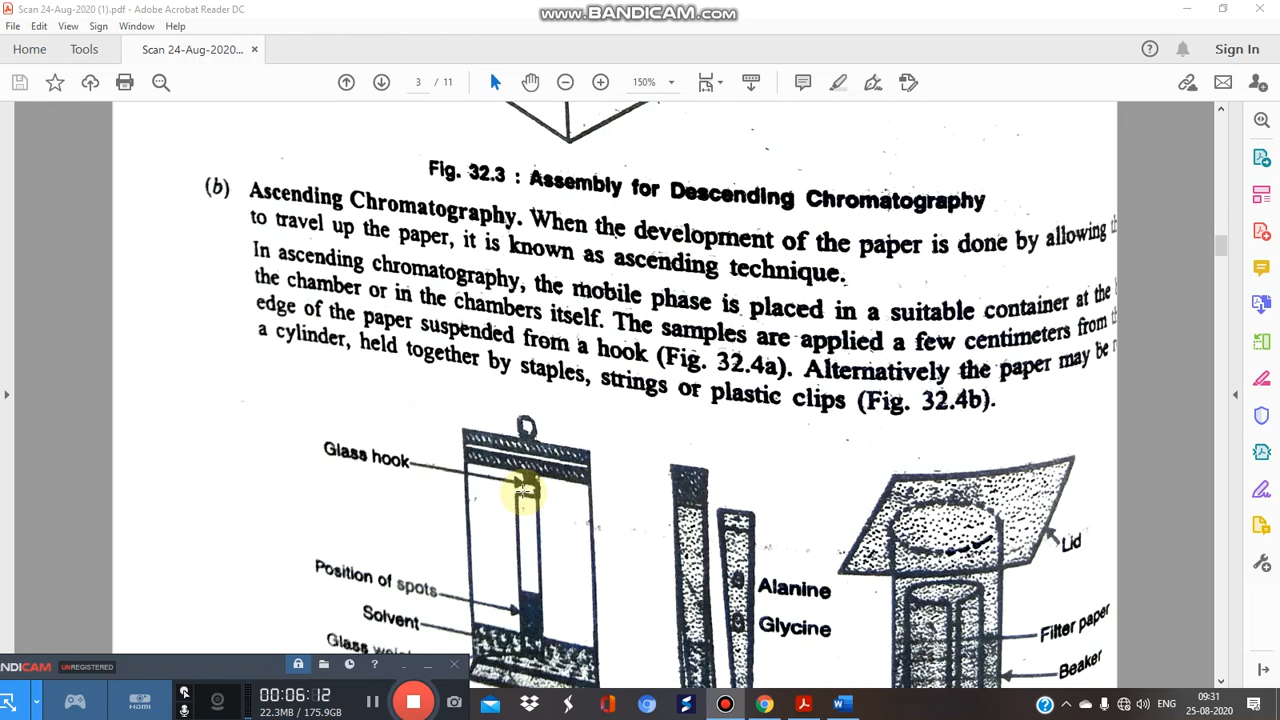 Scan 24-Aug-2020 (1).pdf - Adobe Acrobat Reader DC
www.BANDICAM.com
File Edit View Sign Window Help
Home Tools Scan 24-Aug-2020... × Sign In
3 / 11 150%
Fig. 32.3 : Assembly for Descending Chromatography
(b) Ascending Chromatography. When the development of the paper is done by allowing
to travel up the paper, it is known as ascending technique.
In ascending chromatography, the mobile phase is placed in a suitable container at the
the chamber or in the chambers itself. The samples are applied a few centimeters from
edge of the paper suspended from a hook (Fig. 32.4a). Alternatively the paper may be
a cylinder, held together by staples, strings or plastic clips (Fig. 32.4b).
Glass hook
Position of spots
Solvent
Glass
Alanine
Glycine
Lid
Filter paper
Beaker
UNREGISTERED
HDMI
00:06:12
22.3MB / 175.9GB
ENG
09:31
25-08-2020